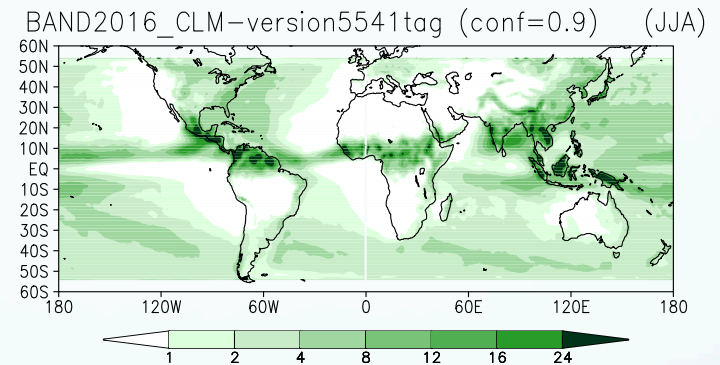 BAND2016_CLM-version5541tag (conf=0.9) (JJA)
60N
50N
40N
30N
20N
10N
EQ
10S
20S
30S
40S
50S
60S
180 120W 60W 0 60E 120E 180
1 2 4 8 12 16 24